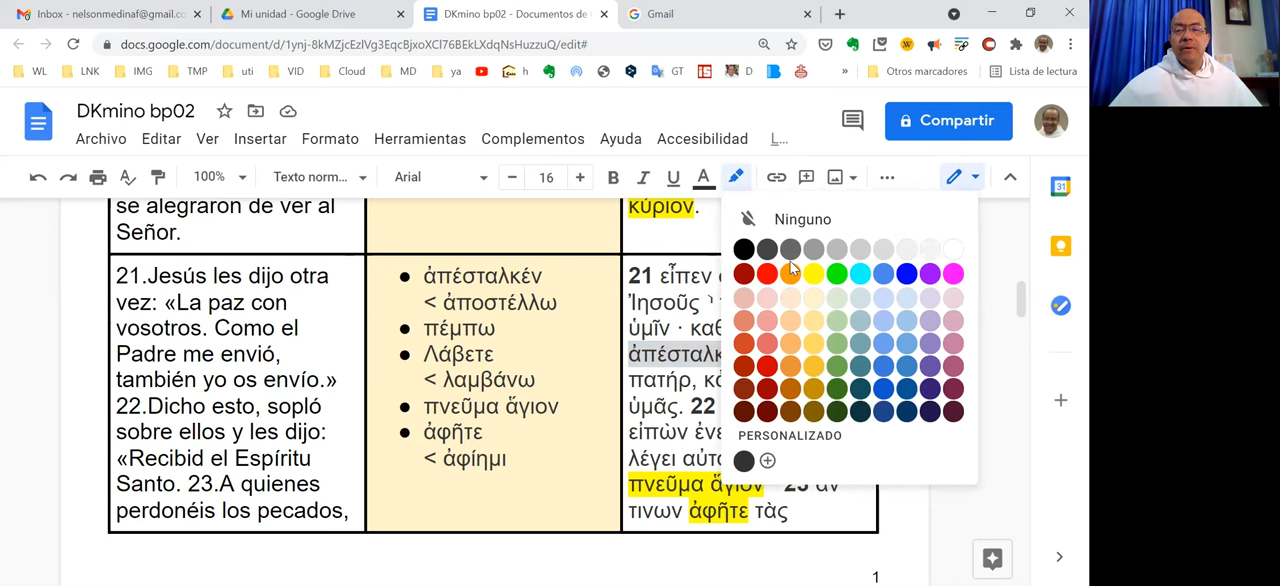 Inbox - nelsonmedinaf@gmail.co
Mi unidad - Google Drive
DKmino bp02 - Documentos de
Gmail
docs.google.com/document/d/1ynj-8kMZjcEzlVg3EqcBjxoXCl76BEkLXdqNsHuzzuQ/edit#
WL LNK IMG TMP uti VID Cloud MD ya h GT D » Otros marcadores Lista de lectura
DKmino bp02
Archivo Editar Ver Insertar Formato Herramientas Complementos Ayuda Accesibilidad L...
Compartir
100% Texto norm... Arial − 16 + B I U A
31
Ninguno
PERSONALIZADO
se alegraron de ver al
Señor.
21.Jesús les dijo otra
vez: «La paz con
vosotros. Como el
Padre me envió,
también yo os envío.»
22.Dicho esto, sopló
sobre ellos y les dijo:
«Recibid el Espíritu
Santo. 23.A quienes
perdonéis los pecados,
• ἀπέσταλκέν
< ἀποστέλλω
• πέμπω
• Λάβετε
< λαμβάνω
• πνεῦμα ἅγιον
• ἀφῆτε
< ἀφίημι
κύριον.
21 εἶπεν
Ἰησοῦς
ὑμῖν · καθ
ἀπέσταλκ
πατήρ, κἀ
ὑμᾶς. 22
εἰπὼν ἐνε
λέγει αὐτο
πνεῦμα ἅγιον 23 ἄν
τινων ἀφῆτε τὰς
1